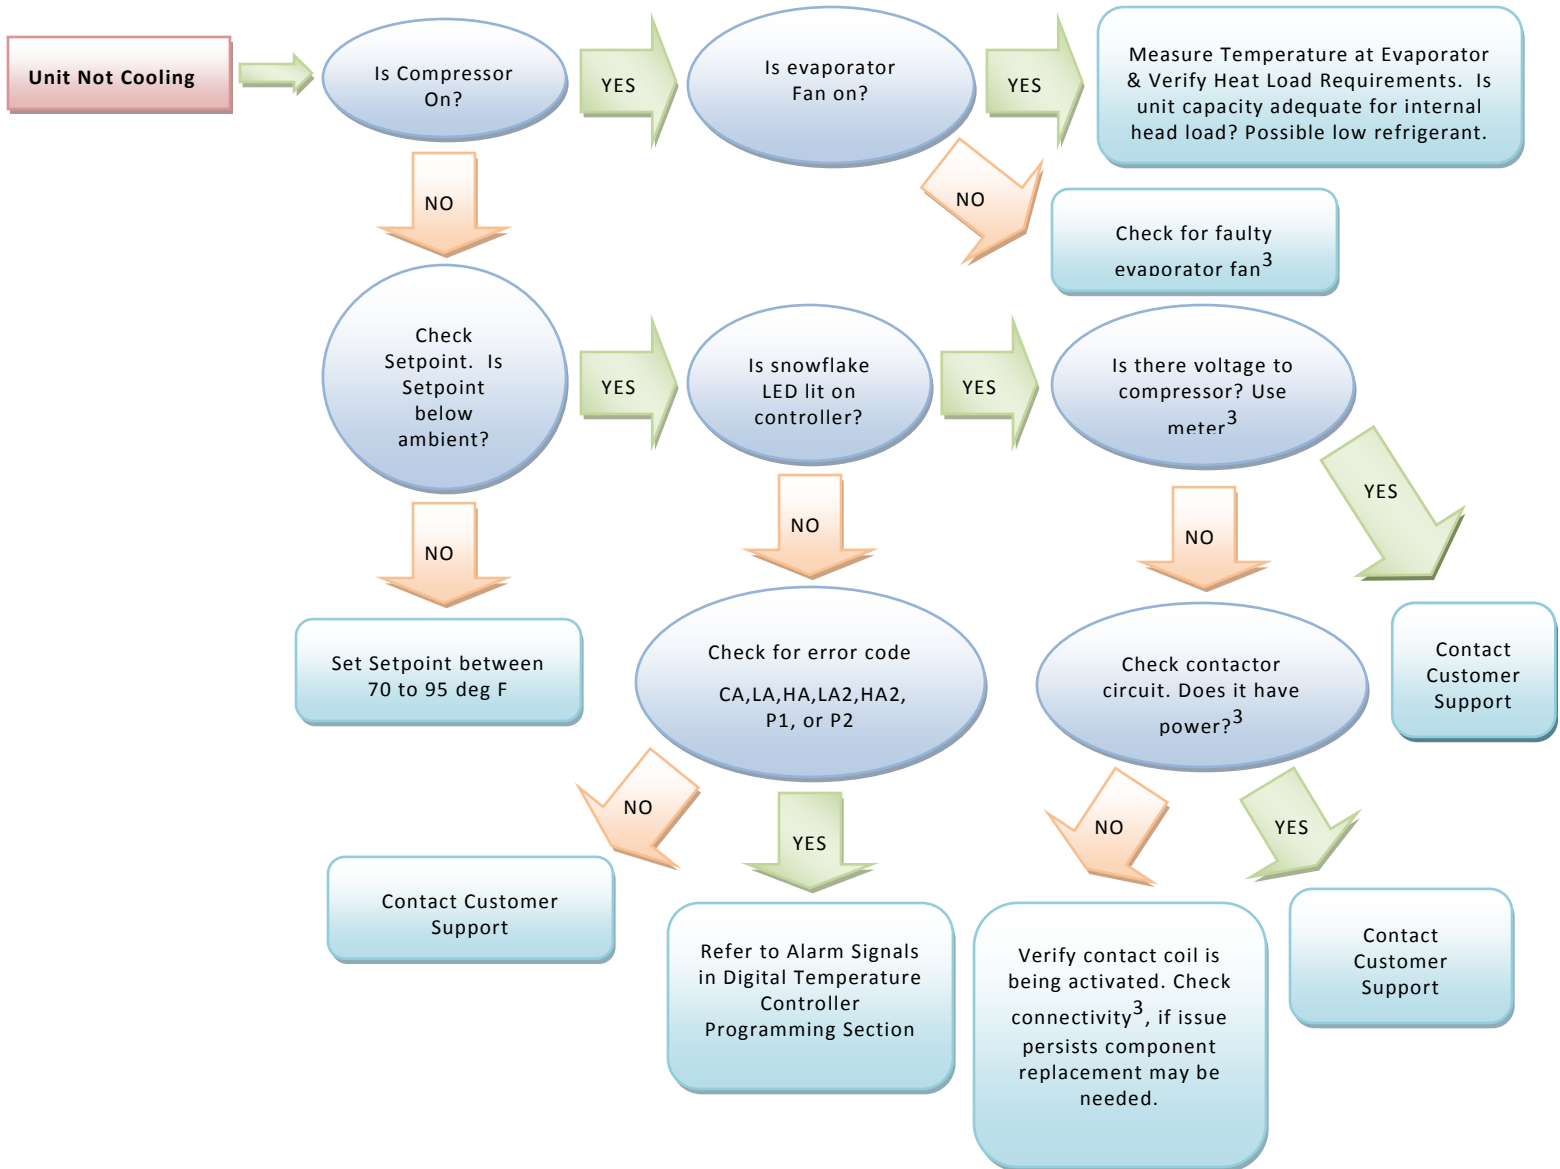 Unit Not Cooling
Is Compressor
On?
YES
Is evaporator
Fan on?
YES
Measure Temperature at Evaporator
& Verify Heat Load Requirements. Is
unit capacity adequate for internal
head load? Possible low refrigerant.
NO
NO
Check for faulty
evaporator fan3
Check
Setpoint. Is
Setpoint
below
ambient?
YES
Is snowflake
LED lit on
controller?
YES
Is there voltage to
compressor? Use
meter3
YES
NO
NO
NO
Set Setpoint between
70 to 95 deg F
Check for error code
CA,LA,HA,LA2,HA2,
P1, or P2
Check contactor
circuit. Does it have
power?3
Contact
Customer
Support
NO
YES
NO
YES
Contact Customer
Support
Refer to Alarm Signals
in Digital Temperature
Controller
Programming Section
Verify contact coil is
being activated. Check
connectivity3, if issue
persists component
replacement may be
needed.
Contact
Customer
Support